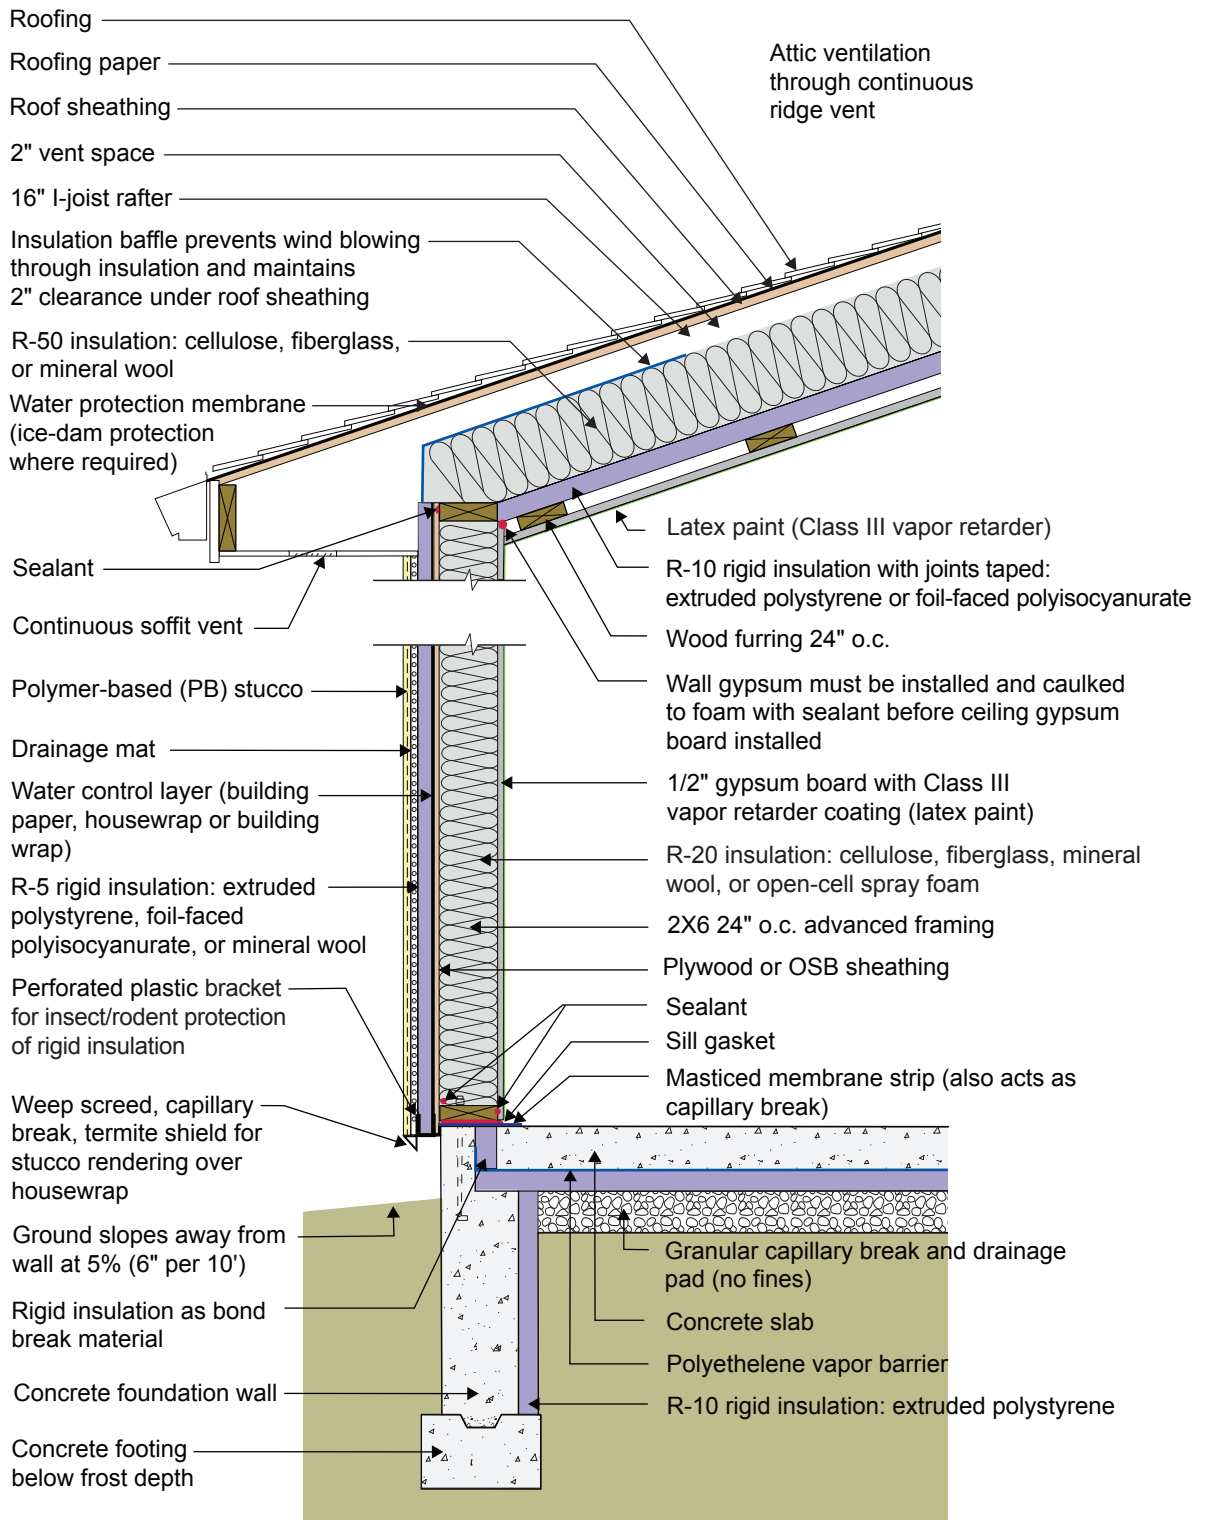 Roofing
Roofing paper
Roof sheathing
2" vent space
16" I-joist rafter
Insulation baffle prevents wind blowing
through insulation and maintains
2" clearance under roof sheathing
R-50 insulation: cellulose, fiberglass,
or mineral wool
Water protection membrane
(ice-dam protection
where required)
Sealant
Continuous soffit vent
Polymer-based (PB) stucco
Drainage mat
Water control layer (building
paper, housewrap or building
wrap)
R-5 rigid insulation: extruded
polystyrene, foil-faced
polyisocyanurate, or mineral wool
Perforated plastic bracket
for insect/rodent protection
of rigid insulation
Weep screed, capillary
break, termite shield for
stucco rendering over
housewrap
Ground slopes away from
wall at 5% (6" per 10')
Rigid insulation as bond
break material
Concrete foundation wall
Concrete footing
below frost depth
Attic ventilation
through continuous
ridge vent
Latex paint (Class III vapor retarder)
R-10 rigid insulation with joints taped:
extruded polystyrene or foil-faced polyisocyanurate
Wood furring 24" o.c.
Wall gypsum must be installed and caulked
to foam with sealant before ceiling gypsum
board installed
1/2" gypsum board with Class III
vapor retarder coating (latex paint)
R-20 insulation: cellulose, fiberglass, mineral
wool, or open-cell spray foam
2X6 24" o.c. advanced framing
Plywood or OSB sheathing
Sealant
Sill gasket
Masticed membrane strip (also acts as
capillary break)
Granular capillary break and drainage
pad (no fines)
Concrete slab
Polyethelene vapor barrier
R-10 rigid insulation: extruded polystyrene